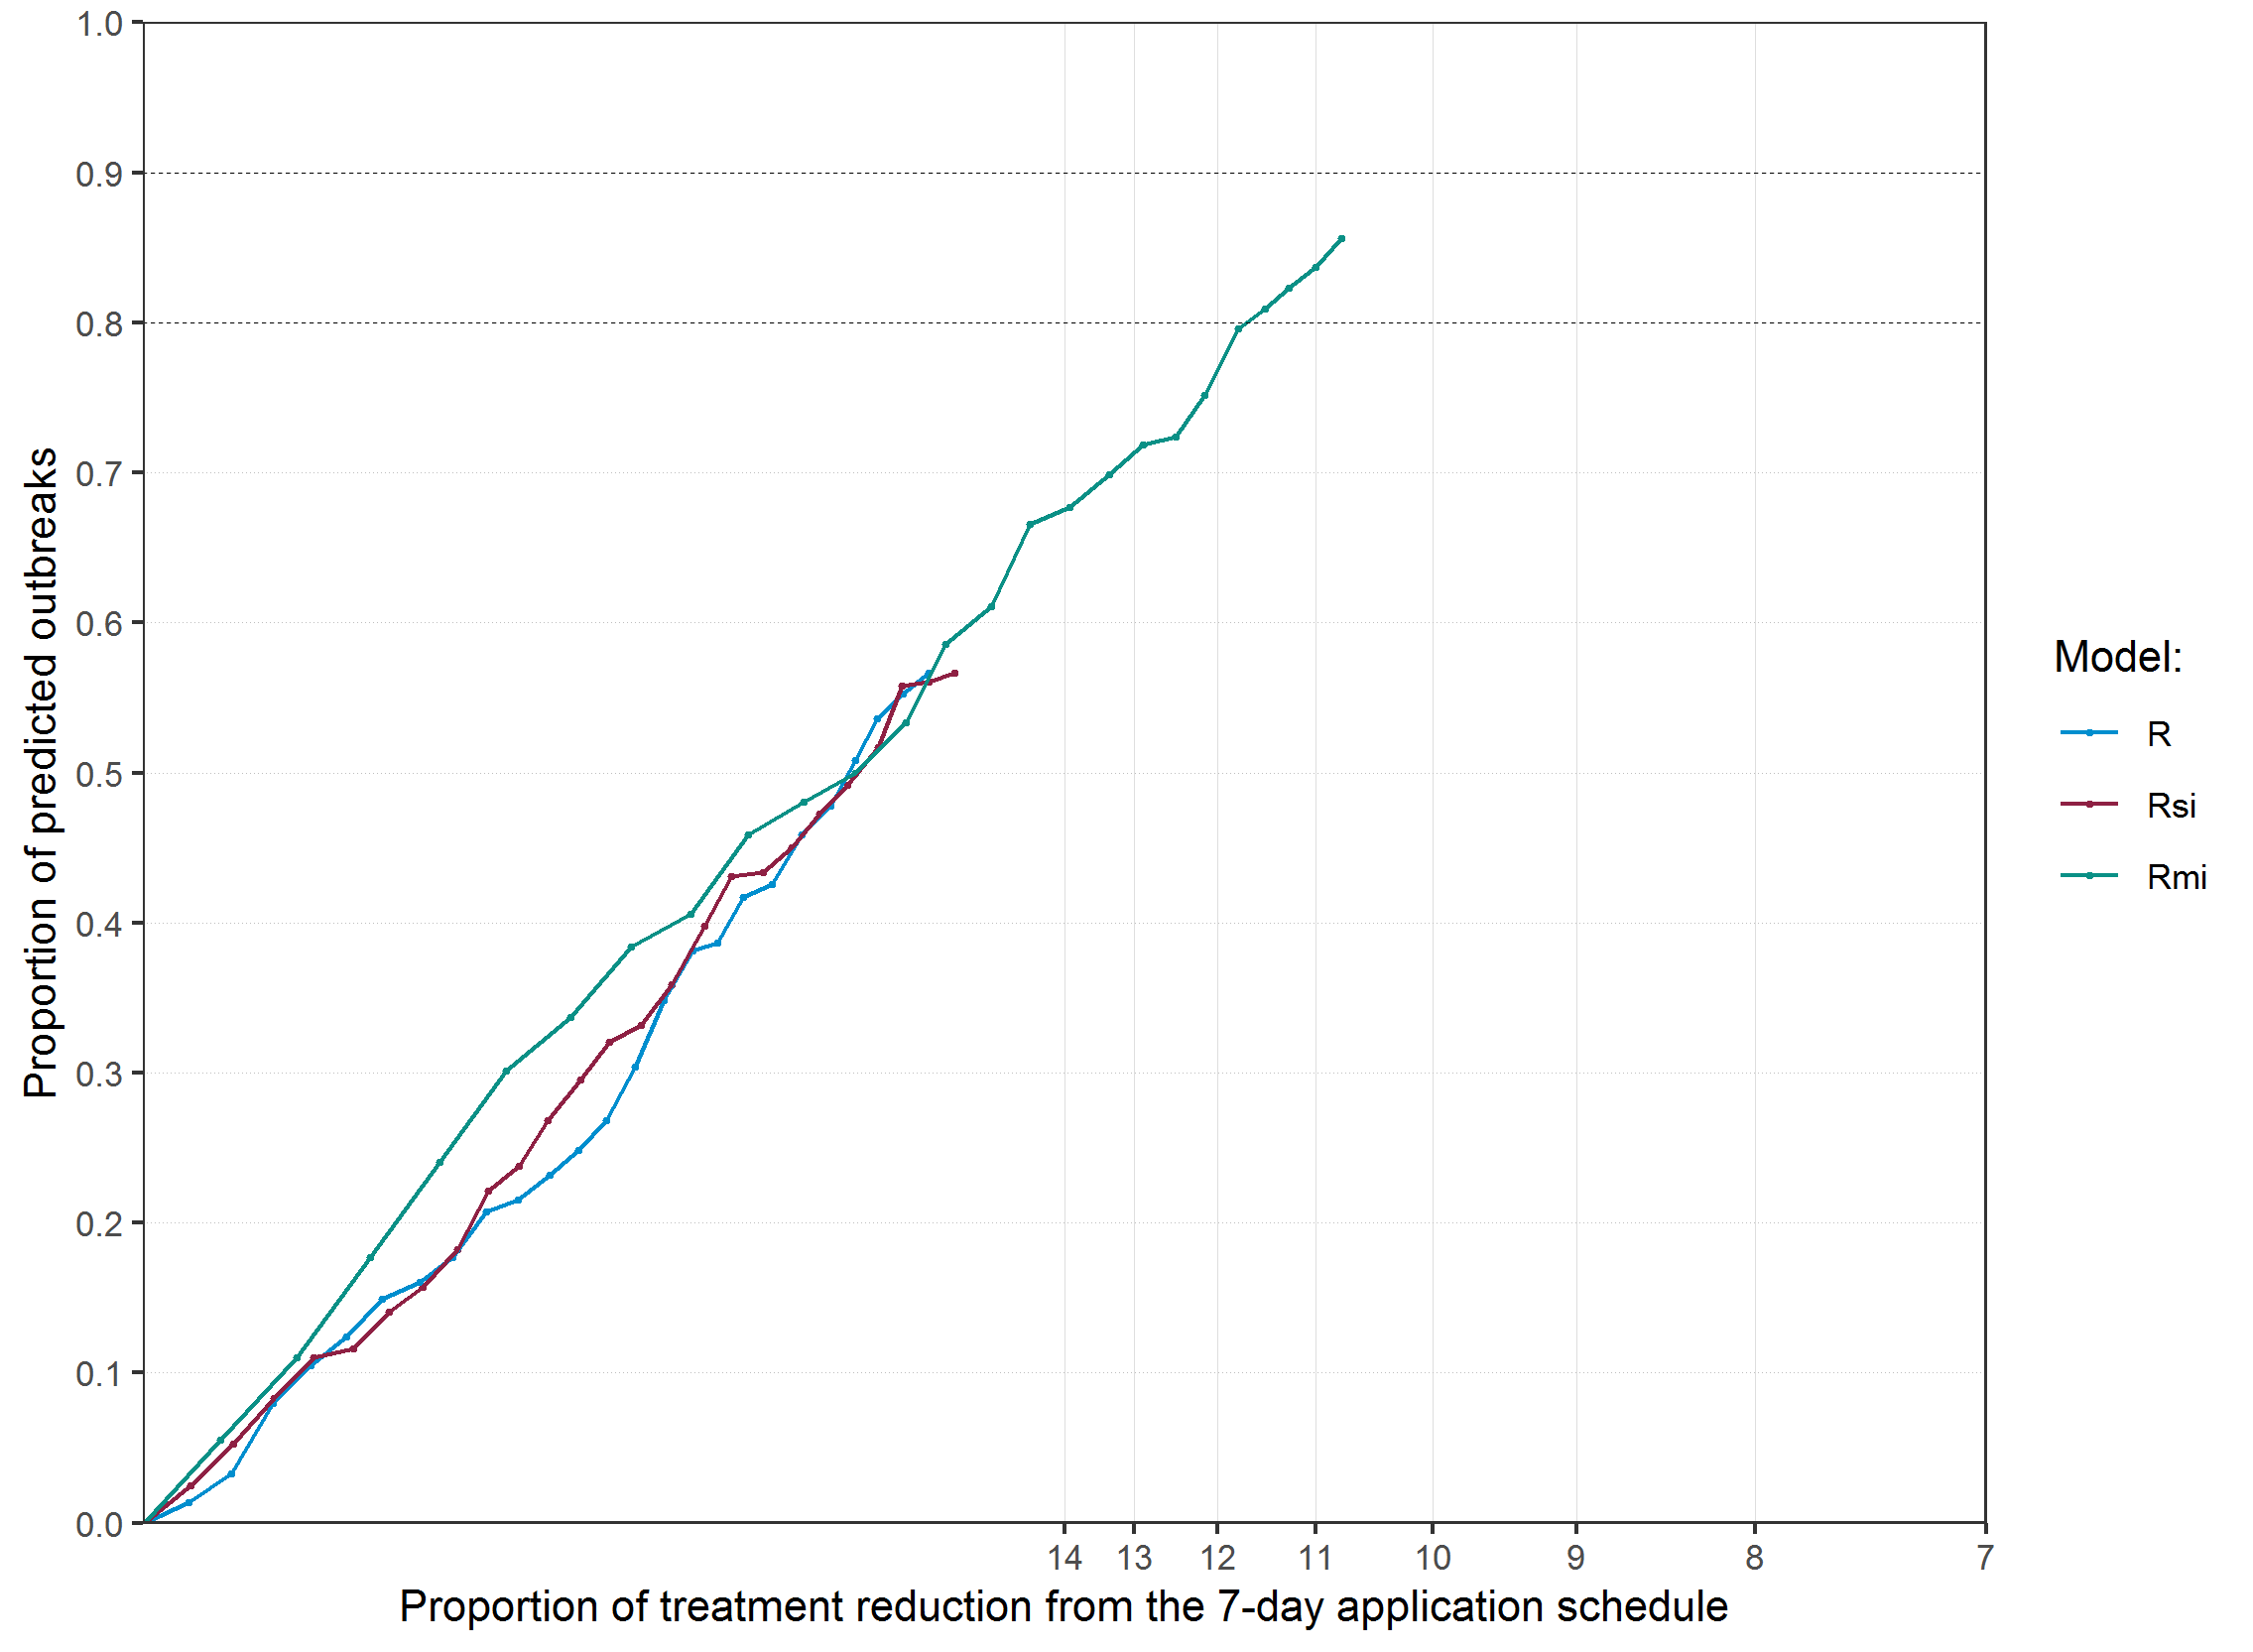 1.0
0.9
0.8
0.7
0.6
0.5
0.4
0.3
0.2
0.1
0.0
Proportion of predicted outbreaks
14 13 12 11 10 9 8 7
Proportion of treatment reduction from the 7-day application schedule
Model:
R
Rsi
Rmi